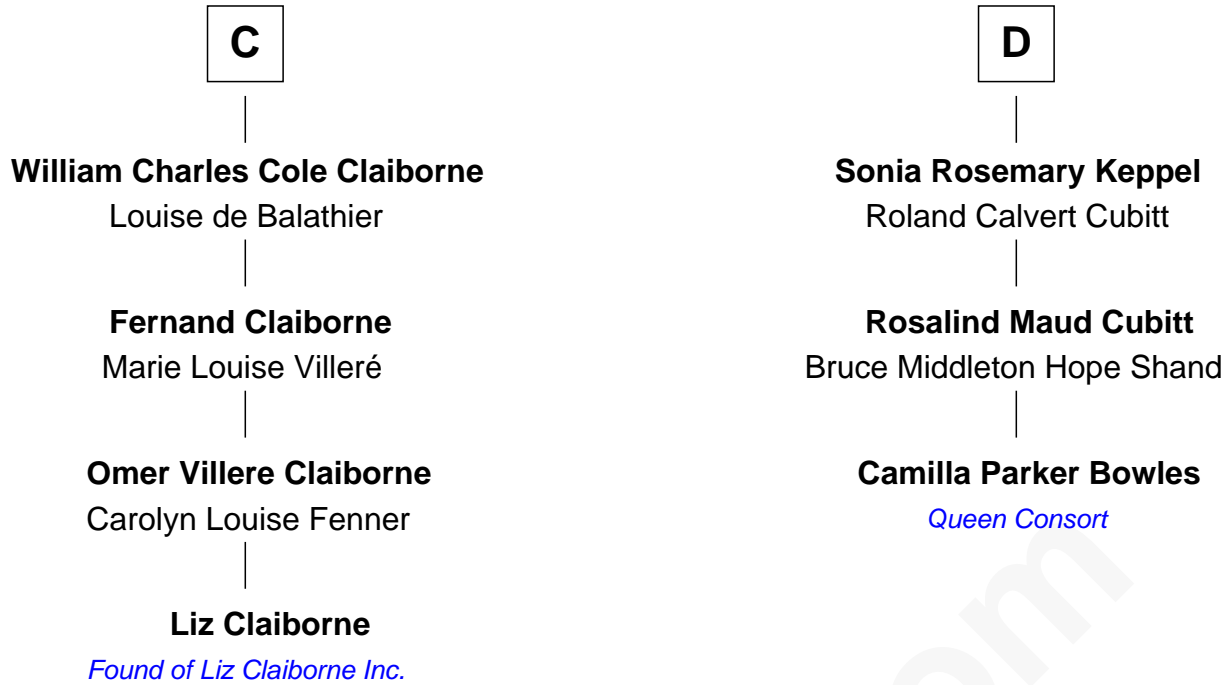 C
William Charles Cole Claiborne
Louise de Balathier
Fernand Claiborne
Marie Louise Villeré
Omer Villere Claiborne
Carolyn Louise Fenner
Liz Claiborne
Found of Liz Claiborne Inc.
D
Sonia Rosemary Keppel
Roland Calvert Cubitt
Rosalind Maud Cubitt
Bruce Middleton Hope Shand
Camilla Parker Bowles
Queen Consort
om